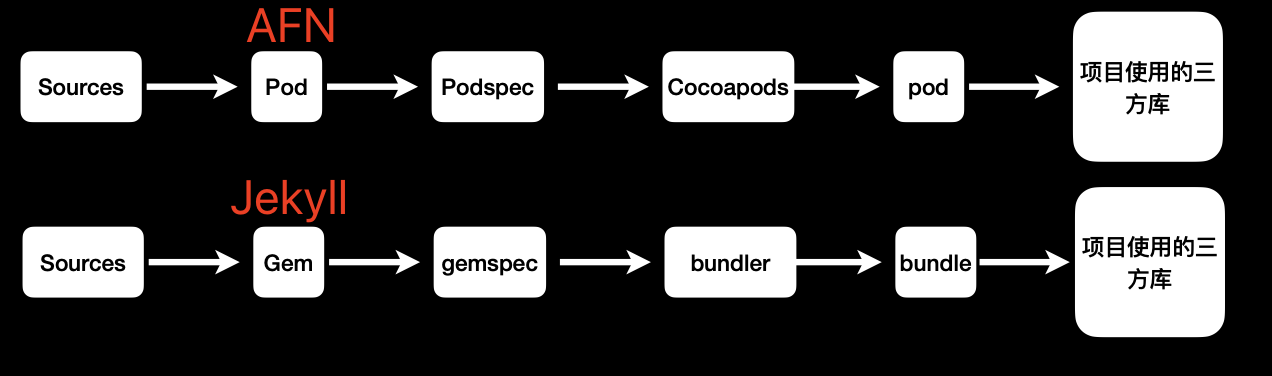 AFN
Sources
Pod
Podspec
Cocoapods
pod
项目使用的三
方库
Jekyll
Sources
Gem
gemspec
bundler
bundle
项目使用的三
方库